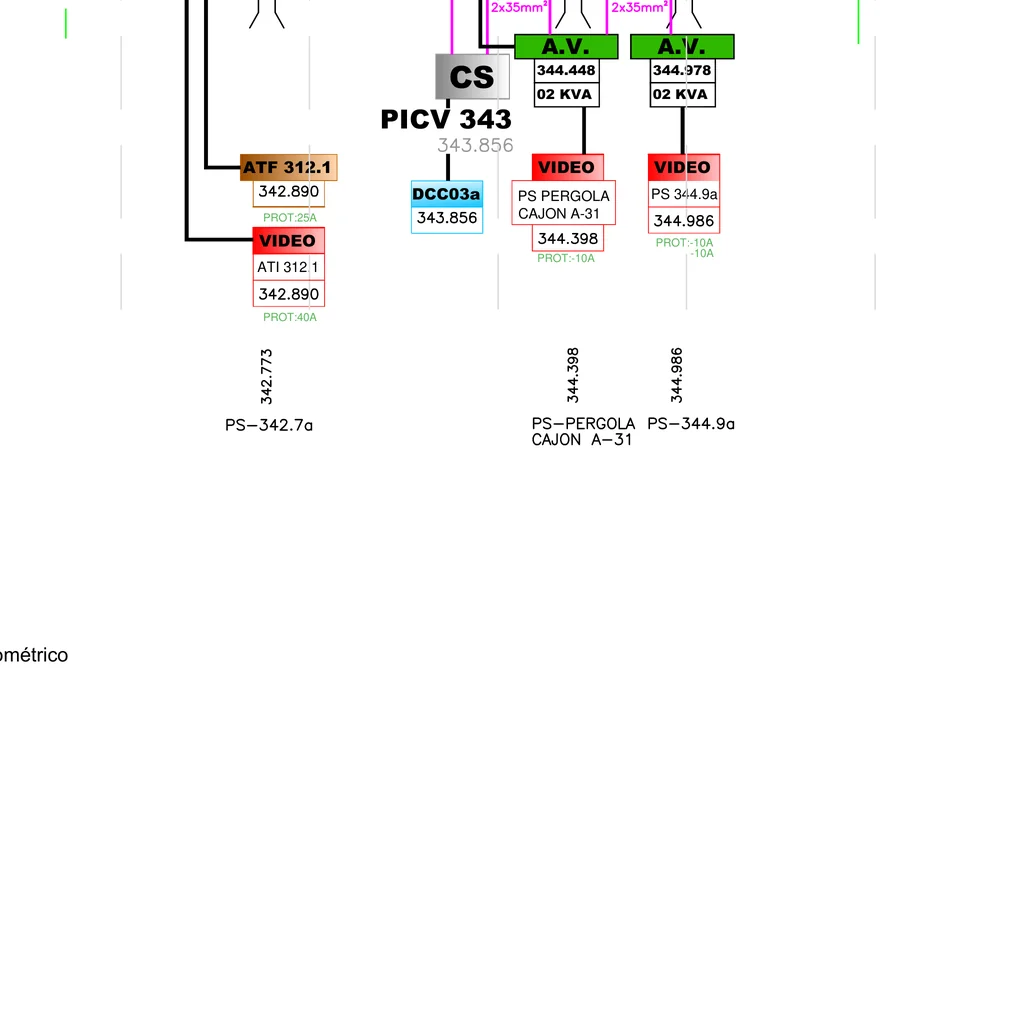 2x35mm²
2x35mm²
A.V.
344.448
02 KVA
A.V.
344.978
02 KVA
CS
PICV 343
343.856
DCC03a
343.856
ATF 312.1
342.890
PROT:25A
VIDEO
ATI 312.1
342.890
PROT:40A
VIDEO
PS PERGOLA
CAJON A-31
344.398
PROT:-10A
VIDEO
PS 344.9a
344.986
PROT:-10A
-10A
342.773
344.398
344.986
PS-342.7a
PS-PERGOLA
CAJON A-31
PS-344.9a
ométrico